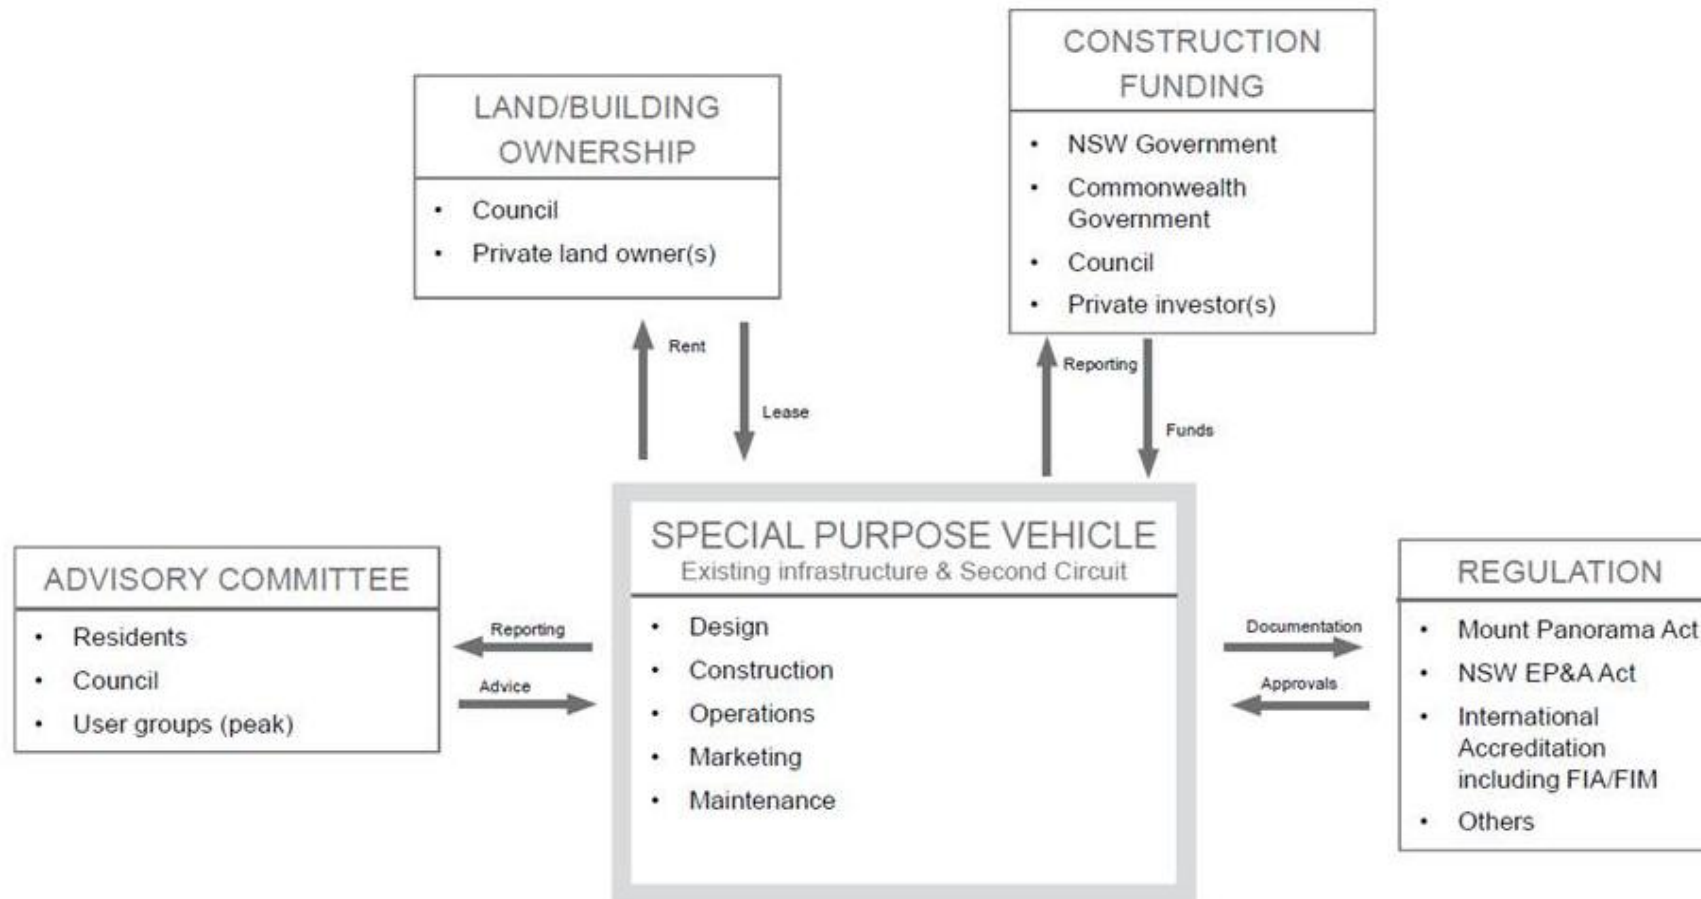 CONSTRUCTION
FUNDING
• NSW Government
• Commonwealth
Government
• Council
• Private investor(s)
LAND/BUILDING
OWNERSHIP
• Council
• Private land owner(s)
Rent
Lease
Reporting
Funds
SPECIAL PURPOSE VEHICLE
Existing infrastructure & Second Circuit
• Design
• Construction
• Operations
• Marketing
• Maintenance
ADVISORY COMMITTEE
• Residents
• Council
• User groups (peak)
Reporting
Advice
Documentation
Approvals
REGULATION
• Mount Panorama Act
• NSW EP&A Act
• International
Accreditation
including FIA/FIM
• Others